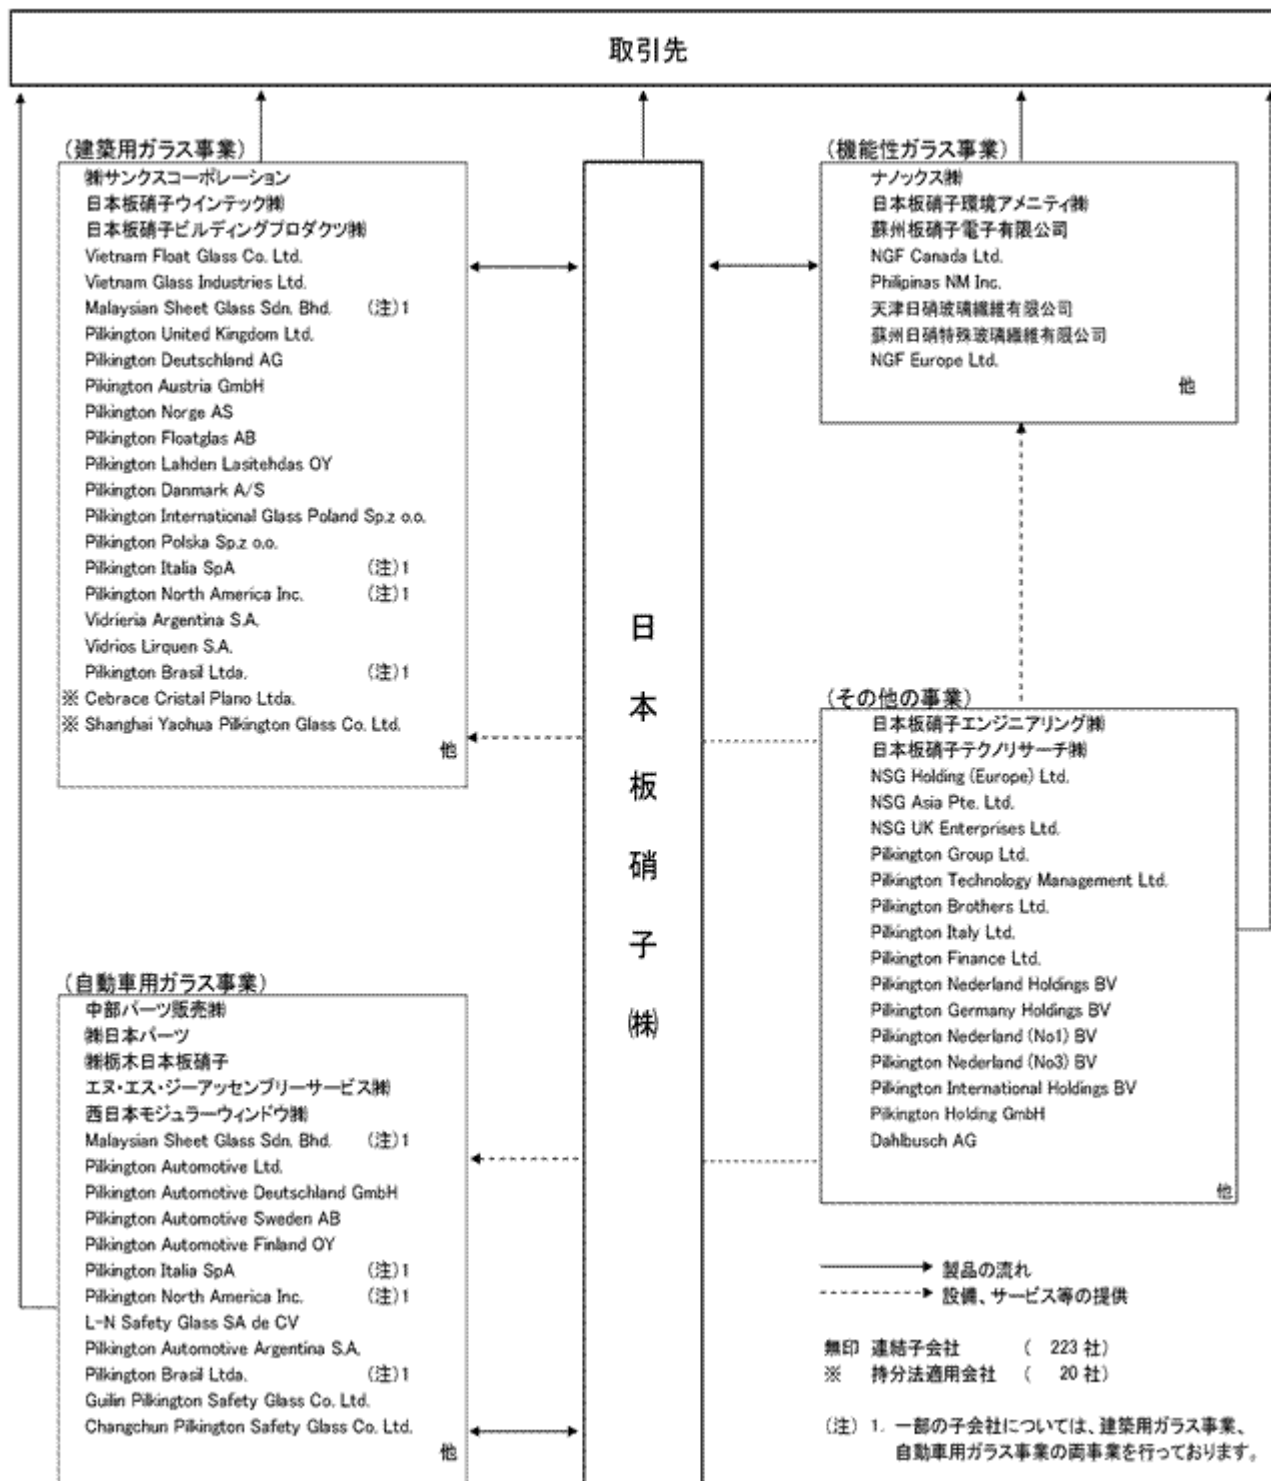 取引先
(建築用ガラス事業)
㈱サンクスコーポレーション
日本板硝子ウインテック㈱
日本板硝子ビルディングプロダクツ㈱
Vietnam Float Glass Co. Ltd.
Vietnam Glass Industries Ltd.
Malaysian Sheet Glass Sdn. Bhd. (注)1
Pilkington United Kingdom Ltd.
Pilkington Deutschland AG
Pikington Austria GmbH
Pilkington Norge AS
Pilkington Floatglas AB
Pilkington Lahden Lasitehdas OY
Pilkington Danmark A/S
Pilkington International Glass Poland Sp.z o.o.
Pilkington Polska Sp.z o.o.
Pilkington Italia SpA (注)1
Pilkington North America Inc. (注)1
Vidrieria Argentina S.A.
Vidrios Lirquen S.A.
Pilkington Brasil Ltda. (注)1
※ Cebrace Cristal Plano Ltda.
※ Shanghai Yaohua Pilkington Glass Co. Ltd.
他
(自動車用ガラス事業)
中部パーツ販売㈱
㈱日本パーツ
㈱栃木日本板硝子
エヌ・エス・ジーアッセンブリーサービス㈱
西日本モジュラーウィンドウ㈱
Malaysian Sheet Glass Sdn. Bhd. (注)1
Pilkington Automotive Ltd.
Pilkington Automotive Deutschland GmbH
Pilkington Automotive Sweden AB
Pilkington Automotive Finland OY
Pilkington Italia SpA (注)1
Pilkington North America Inc. (注)1
L-N Safety Glass SA de CV
Pilkington Automotive Argentina S.A.
Pilkington Brasil Ltda. (注)1
Guilin Pilkington Safety Glass Co. Ltd.
Changchun Pilkington Safety Glass Co. Ltd.
他
日本板硝子㈱
(機能性ガラス事業)
ナノックス㈱
日本板硝子環境アメニティ㈱
蘇州板硝子電子有限公司
NGF Canada Ltd.
Philipinas NM Inc.
天津日硝玻璃繊維有限公司
蘇州日硝特殊玻璃繊維有限公司
NGF Europe Ltd.
他
(その他の事業)
日本板硝子エンジニアリング㈱
日本板硝子テクノリサーチ㈱
NSG Holding (Europe) Ltd.
NSG Asia Pte. Ltd.
NSG UK Enterprises Ltd.
Pilkington Group Ltd.
Pilkington Technology Management Ltd.
Pilkington Brothers Ltd.
Pilkington Italy Ltd.
Pilkington Finance Ltd.
Pilkington Nederland Holdings BV
Pilkington Germany Holdings BV
Pilkington Nederland (No1) BV
Pilkington Nederland (No3) BV
Pilkington International Holdings BV
Pilkington Holding GmbH
Dahlbusch AG
他
製品の流れ
設備、サービス等の提供
無印 連結子会社 ( 223 社)
※ 持分法適用会社 ( 20 社)
(注) 1. 一部の子会社については、建築用ガラス事業、
自動車用ガラス事業の両事業を行っております。